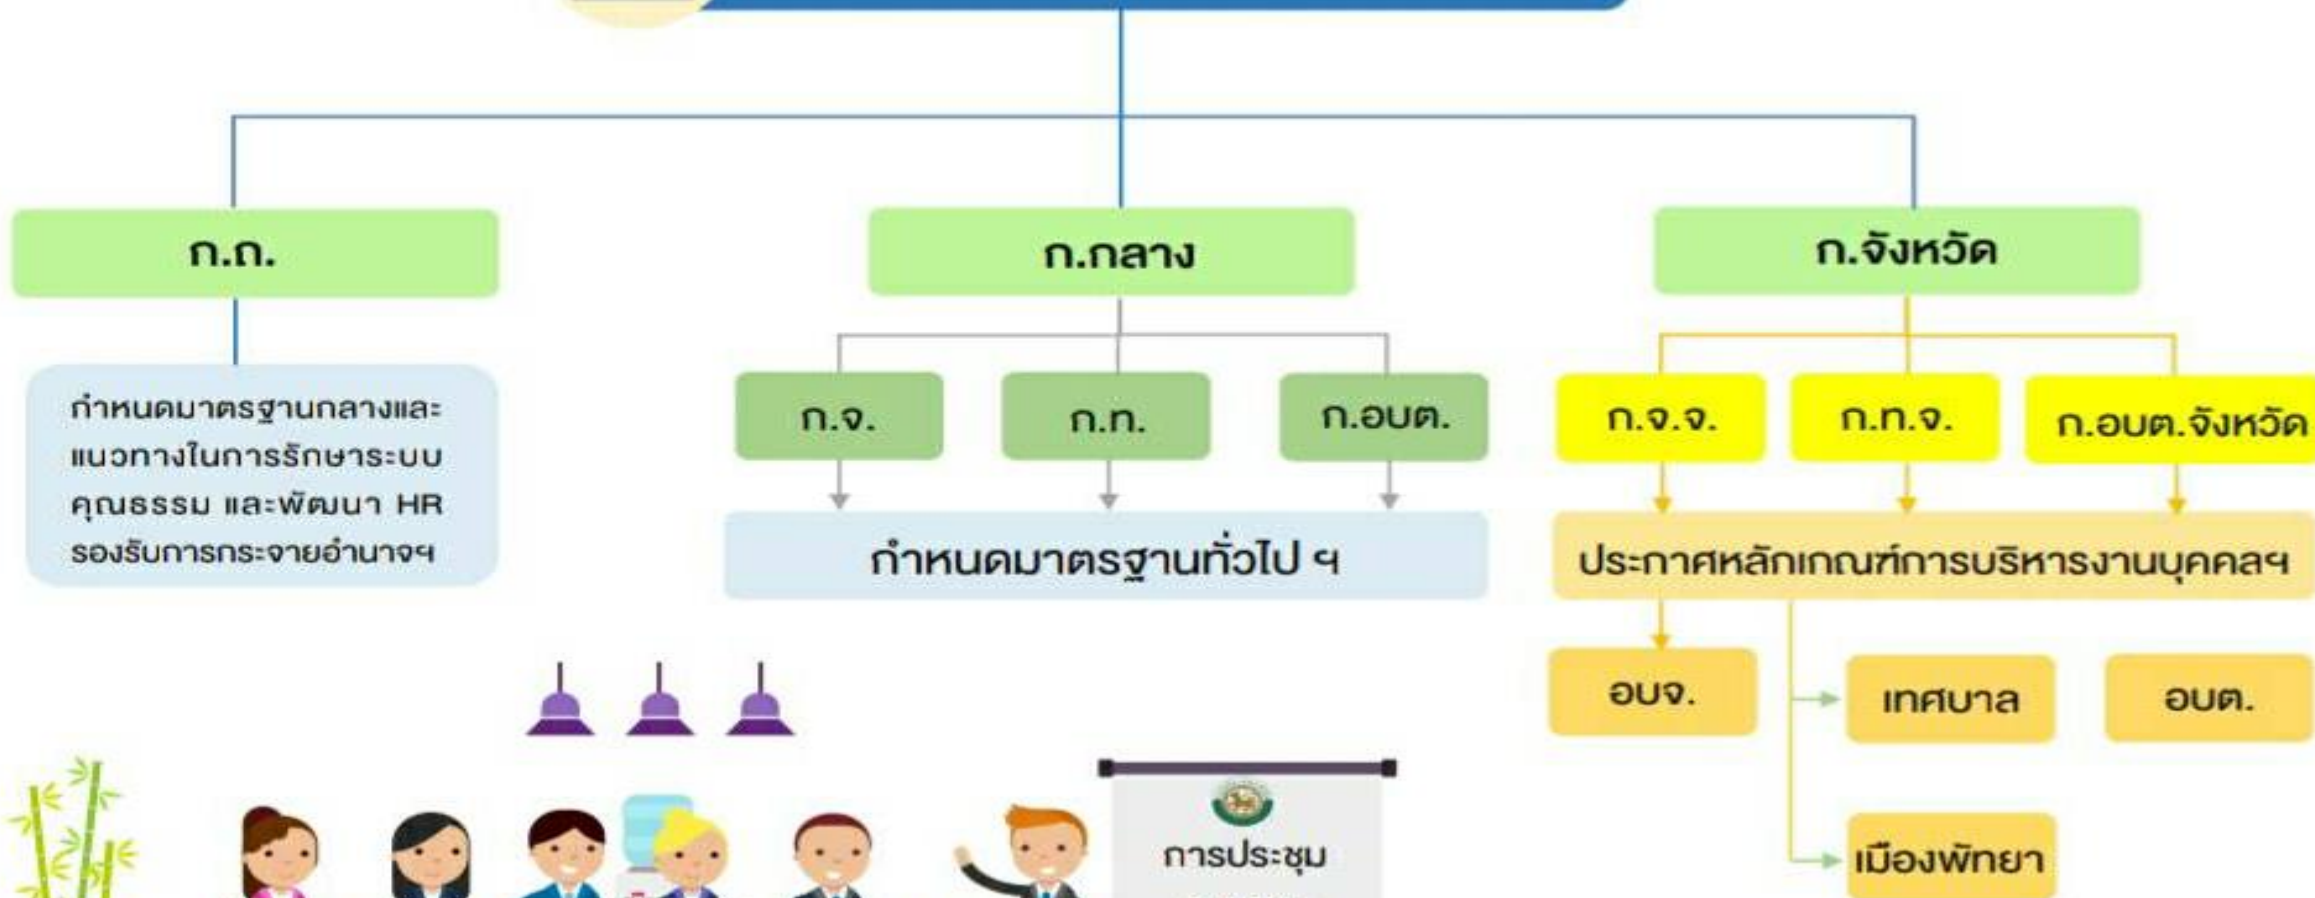 ก.ถ.
ก.กลาง
ก.จังหวัด
กำหนดมาตรฐานกลางและ
แนวทางในการรักษาระบบ
คุณธรรม และพัฒนา HR
รองรับการกระจายอำนาจฯ
ก.จ.
ก.ท.
ก.อบต.
กำหนดมาตรฐานทั่วไป ฯ
ก.จ.จ.
ก.ท.จ.
ก.อบต.จังหวัด
ประกาศหลักเกณฑ์การบริหารงานบุคคลฯ
อบจ.
เทศบาล
อบต.
เมืองพัทยา
การประชุม